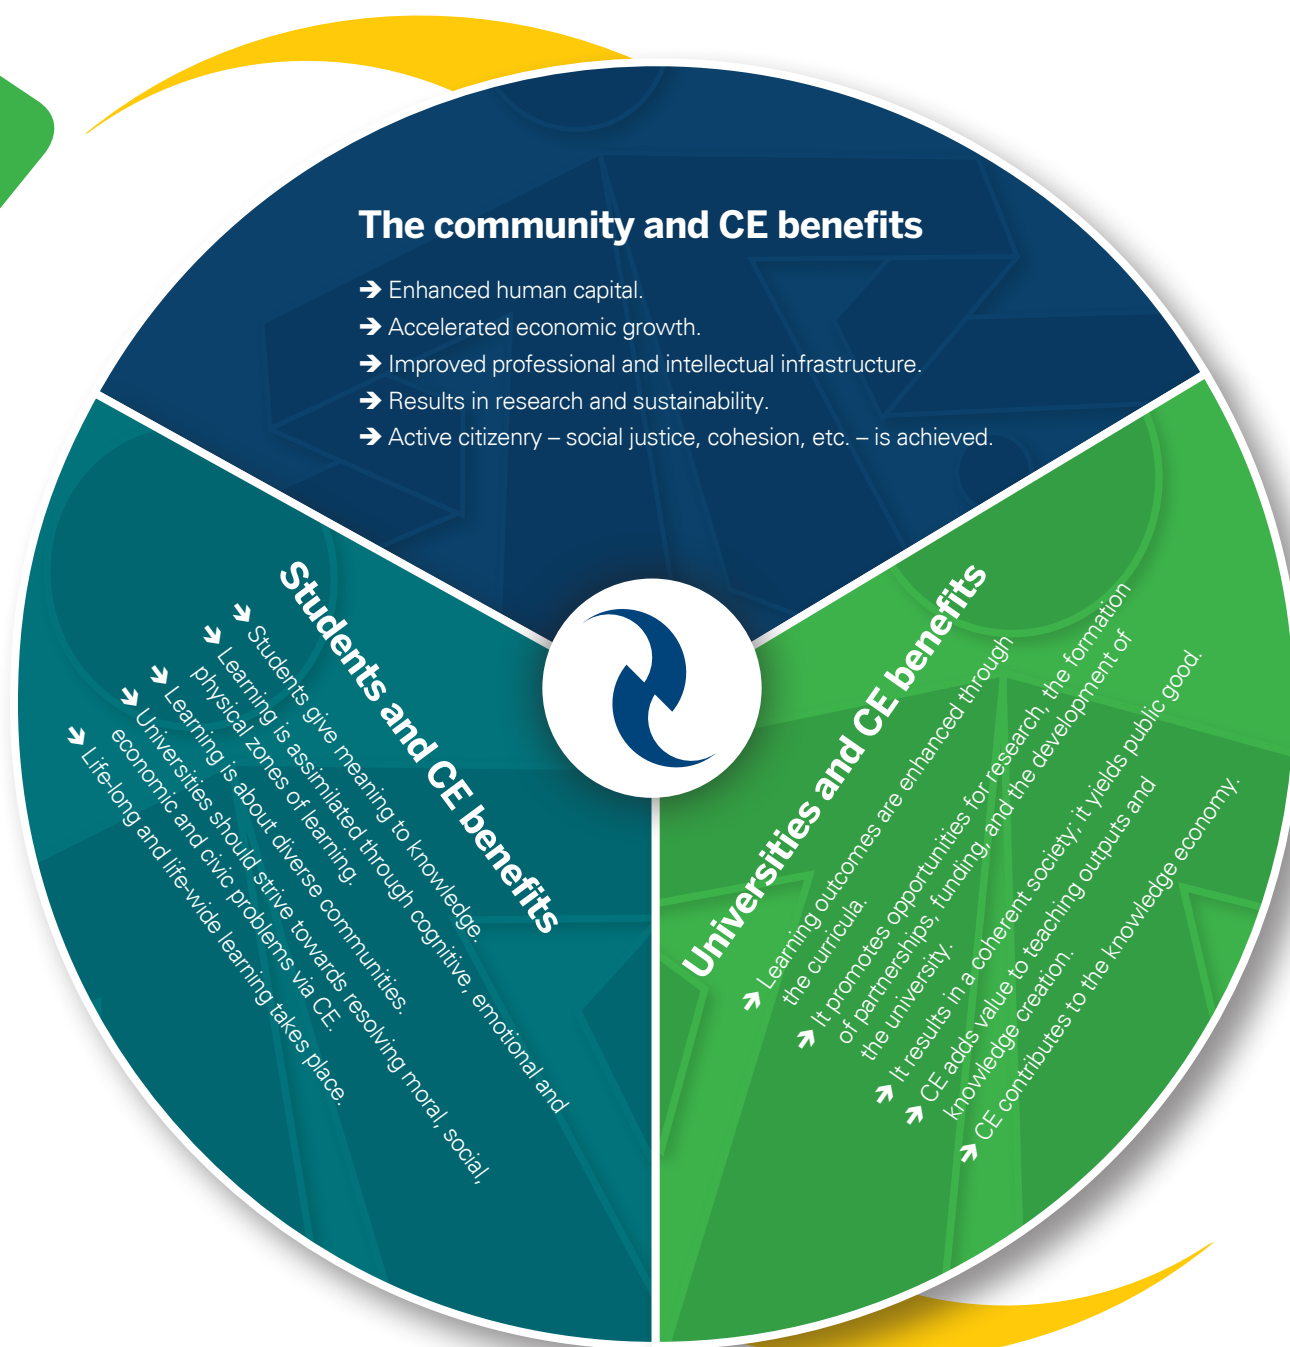 The community and CE benefits
➔ Enhanced human capital.
➔ Accelerated economic growth.
➔ Improved professional and intellectual infrastructure.
➔ Results in research and sustainability.
➔ Active citizenry – social justice, cohesion, etc. – is achieved.
Students and CE benefits
➔ Students give meaning to knowledge.
➔ Learning is assimilated through cognitive, emotional and
physical zones of learning.
➔ Learning is about diverse communities.
➔ Universities should strive towards resolving moral, social,
economic and civic problems via CE.
➔ Life-long and life-wide learning takes place.
Universities and CE benefits
➔ Learning outcomes are enhanced through
the curricula.
➔ It promotes opportunities for research, the formation
of partnerships, funding, and the development of
the university.
➔ It results in a coherent society; it yields public good.
➔ CE adds value to teaching outputs and
knowledge creation.
➔ CE contributes to the knowledge economy.